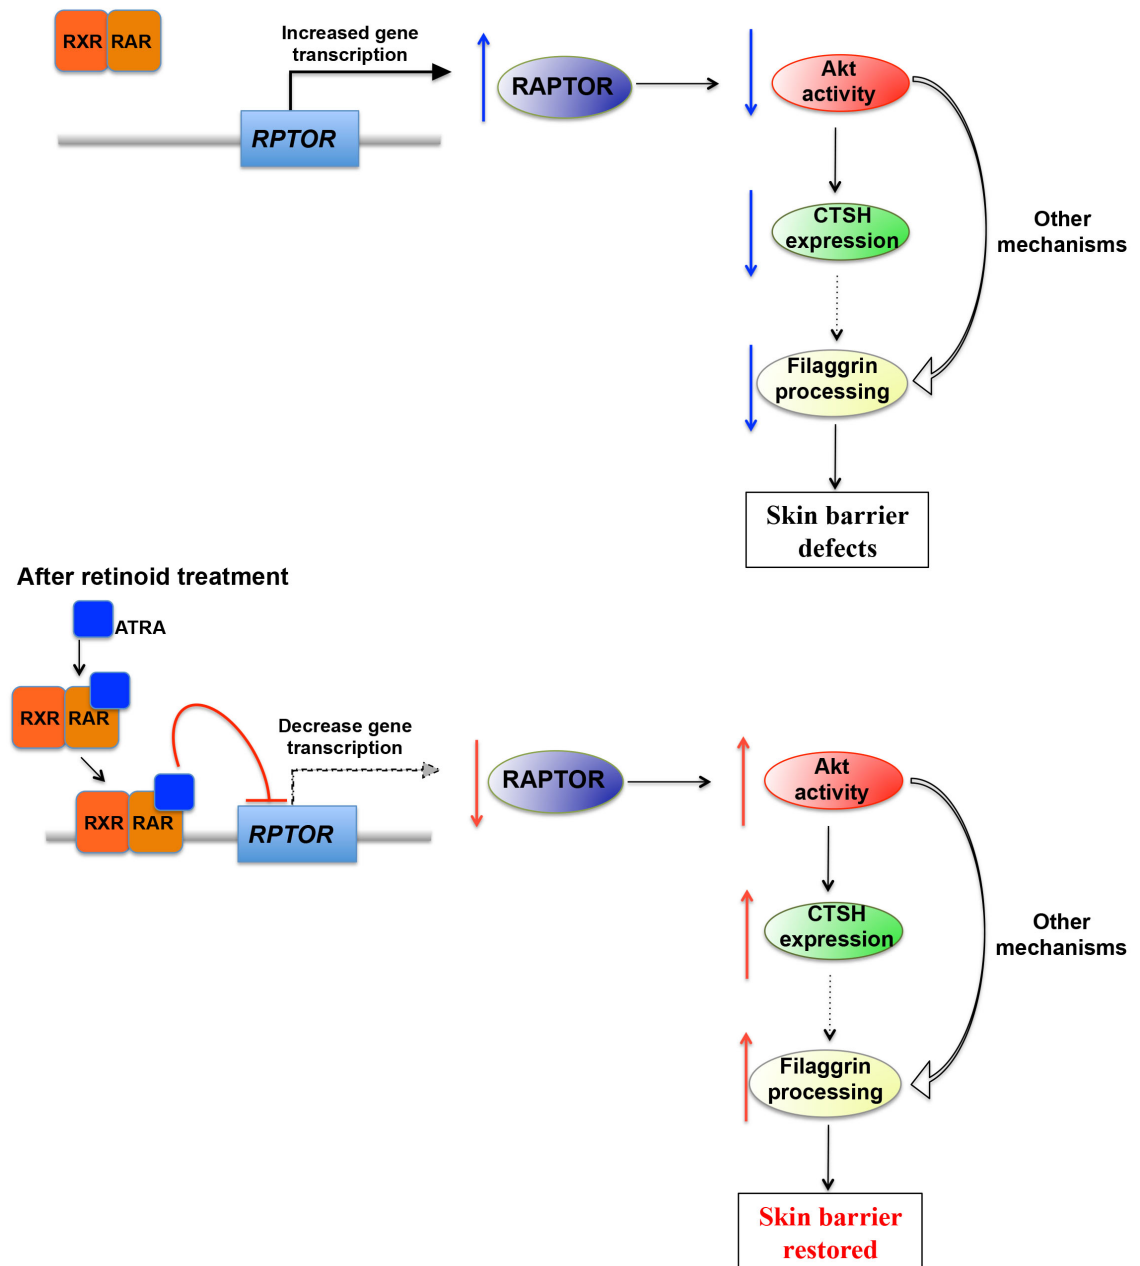 RXR RAR
Increased gene
transcription
RPTOR
RAPTOR
Akt
activity
CTSH
expression
Other
mechanisms
Filaggrin
processing
Skin barrier
defects
After retinoid treatment
ATRA
RXR RAR
RXR RAR
Decrease gene
transcription
RPTOR
RAPTOR
Akt
activity
CTSH
expression
Other
mechanisms
Filaggrin
processing
Skin barrier
restored